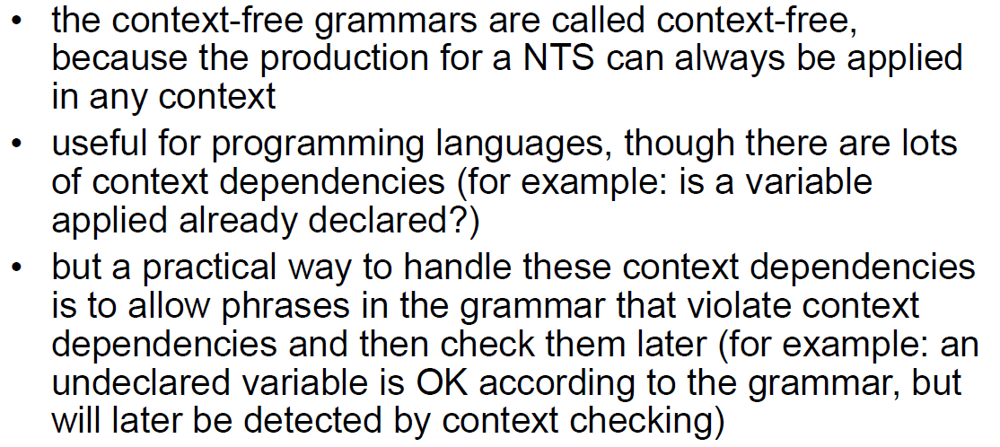 • the context-free grammars are called context-free,
because the production for a NTS can always be applied
in any context
• useful for programming languages, though there are lots
of context dependencies (for example: is a variable
applied already declared?)
• but a practical way to handle these context dependencies
is to allow phrases in the grammar that violate context
dependencies and then check them later (for example: an
undeclared variable is OK according to the grammar, but
will later be detected by context checking)